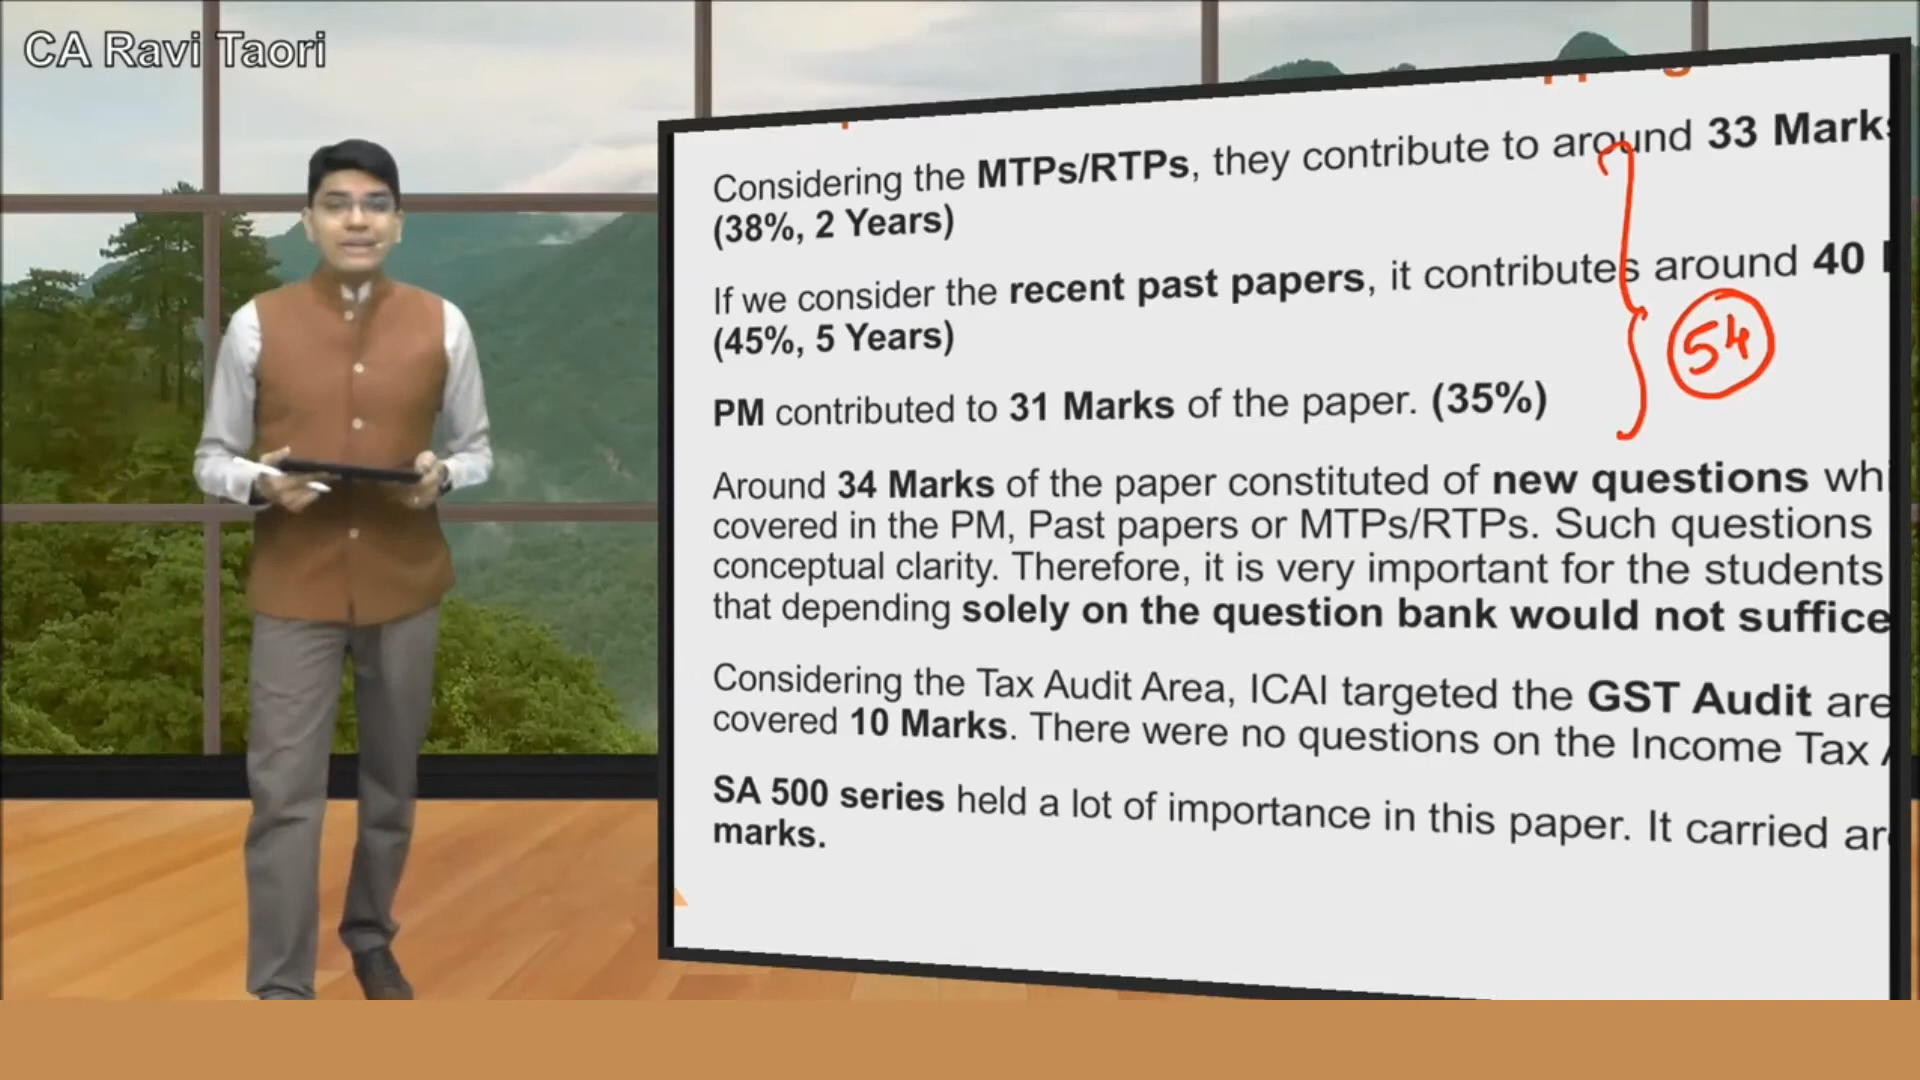 CA Ravi Taori
Considering the MTPs/RTPs, they contribute to around 33 Marks
(38%, 2 Years)
If we consider the recent past papers, it contributes around 40
(45%, 5 Years)
54
PM contributed to 31 Marks of the paper. (35%)
Around 34 Marks of the paper constituted of new questions whi
covered in the PM, Past papers or MTPs/RTPs. Such questions
conceptual clarity. Therefore, it is very important for the students
that depending solely on the question bank would not suffice
Considering the Tax Audit Area, ICAI targeted the GST Audit are
covered 10 Marks. There were no questions on the Income Tax
SA 500 series held a lot of importance in this paper. It carried aro
marks.